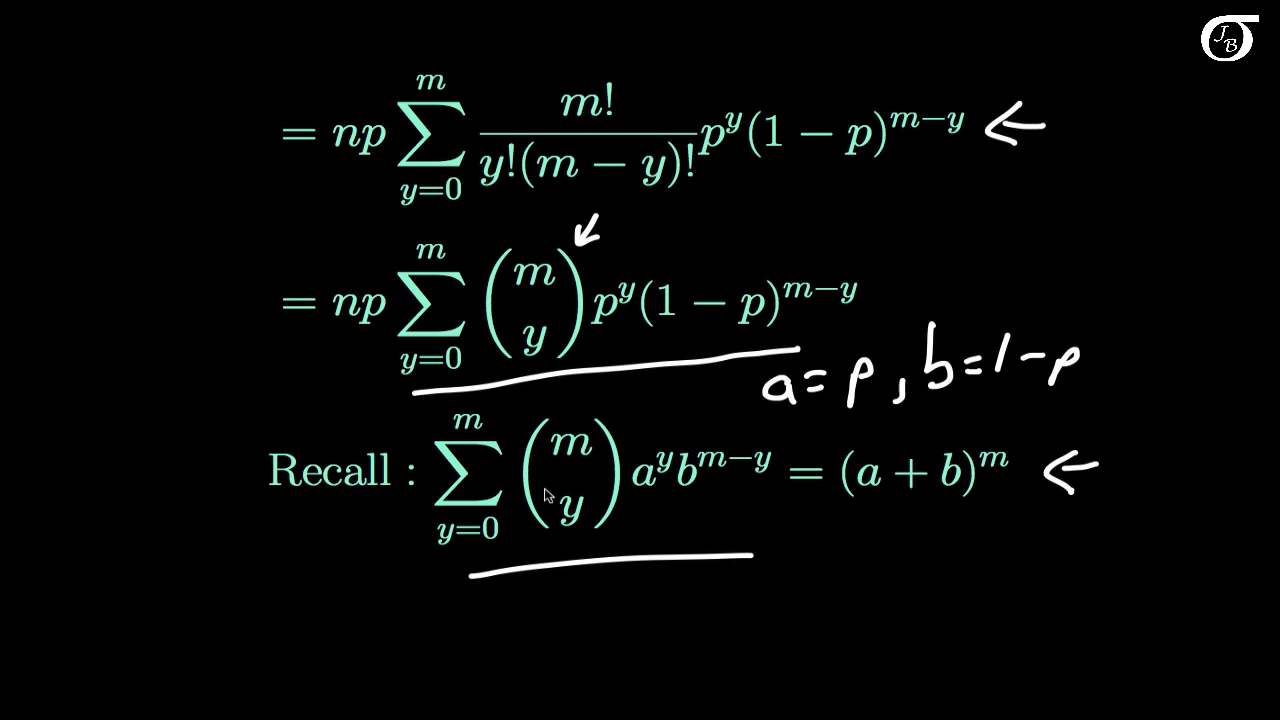 = np \sum_{y=0}^{m} \frac{m!}{y!(m-y)!} p^y (1-p)^{m-y} ←
= np \sum_{y=0}^{m} \binom{m}{y} p^y (1-p)^{m-y}
a = p , b = 1 - p
Recall : \sum_{y=0}^{m} \binom{m}{y} a^y b^{m-y} = (a+b)^m ←
JB